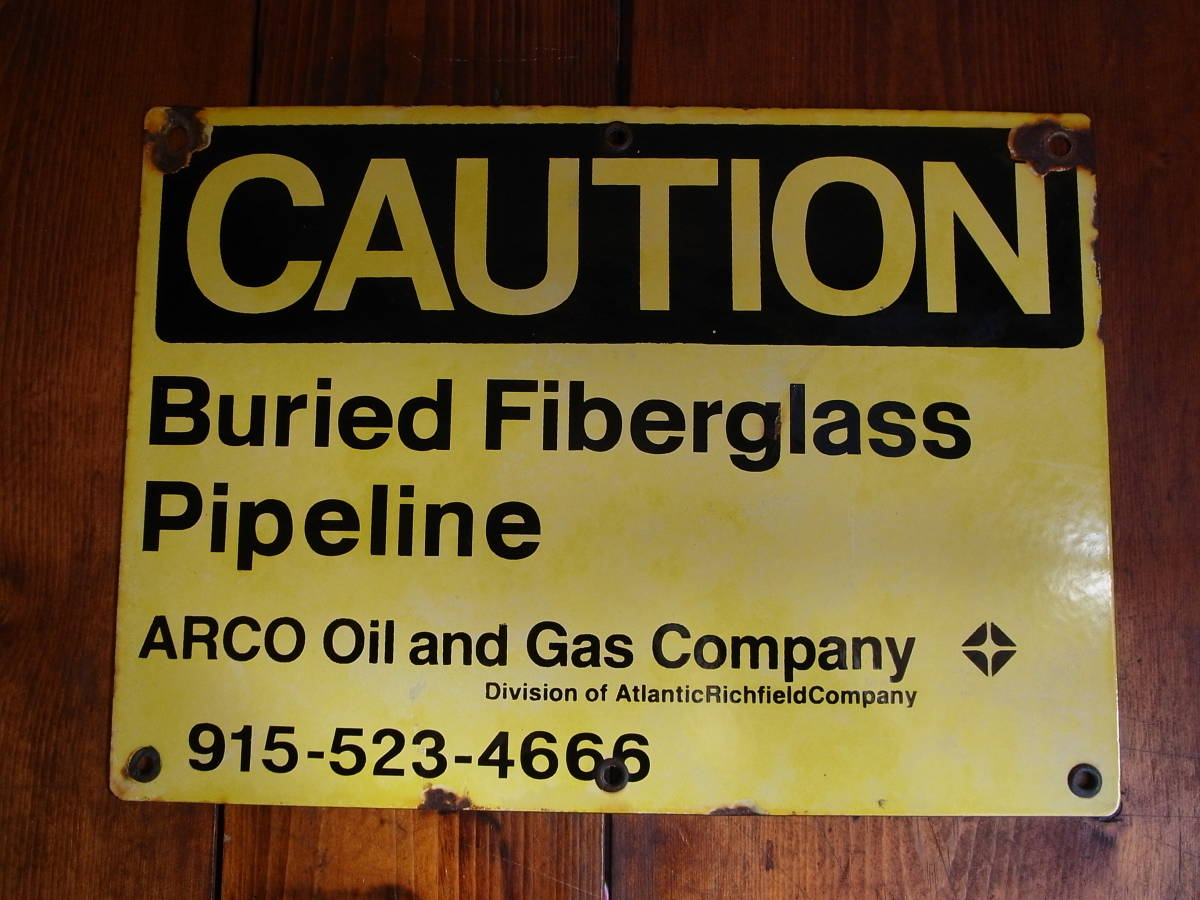 CAUTION
Buried Fiberglass
Pipeline
ARCO Oil and Gas Company
Division of AtlanticRichfieldCompany
915-523-4666